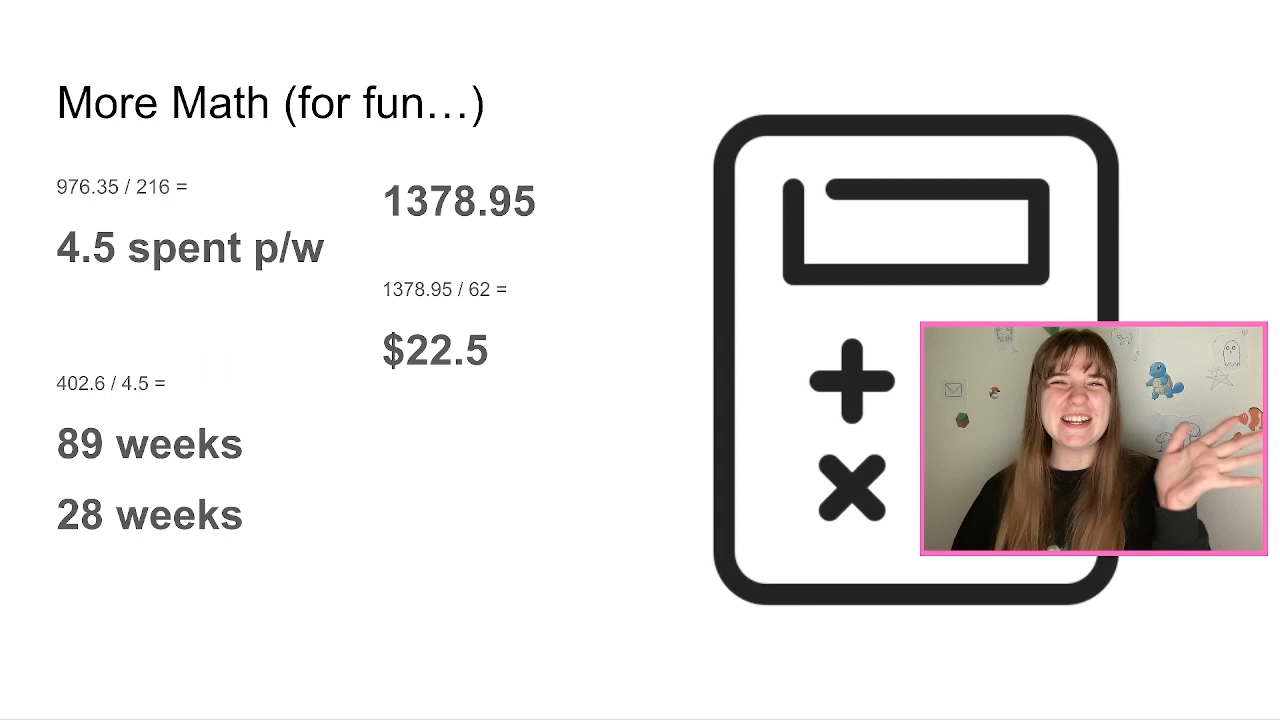 More Math (for fun…)
976.35 / 216 =
4.5 spent p/w
402.6 / 4.5 =
89 weeks
28 weeks
1378.95
1378.95 / 62 =
$22.5